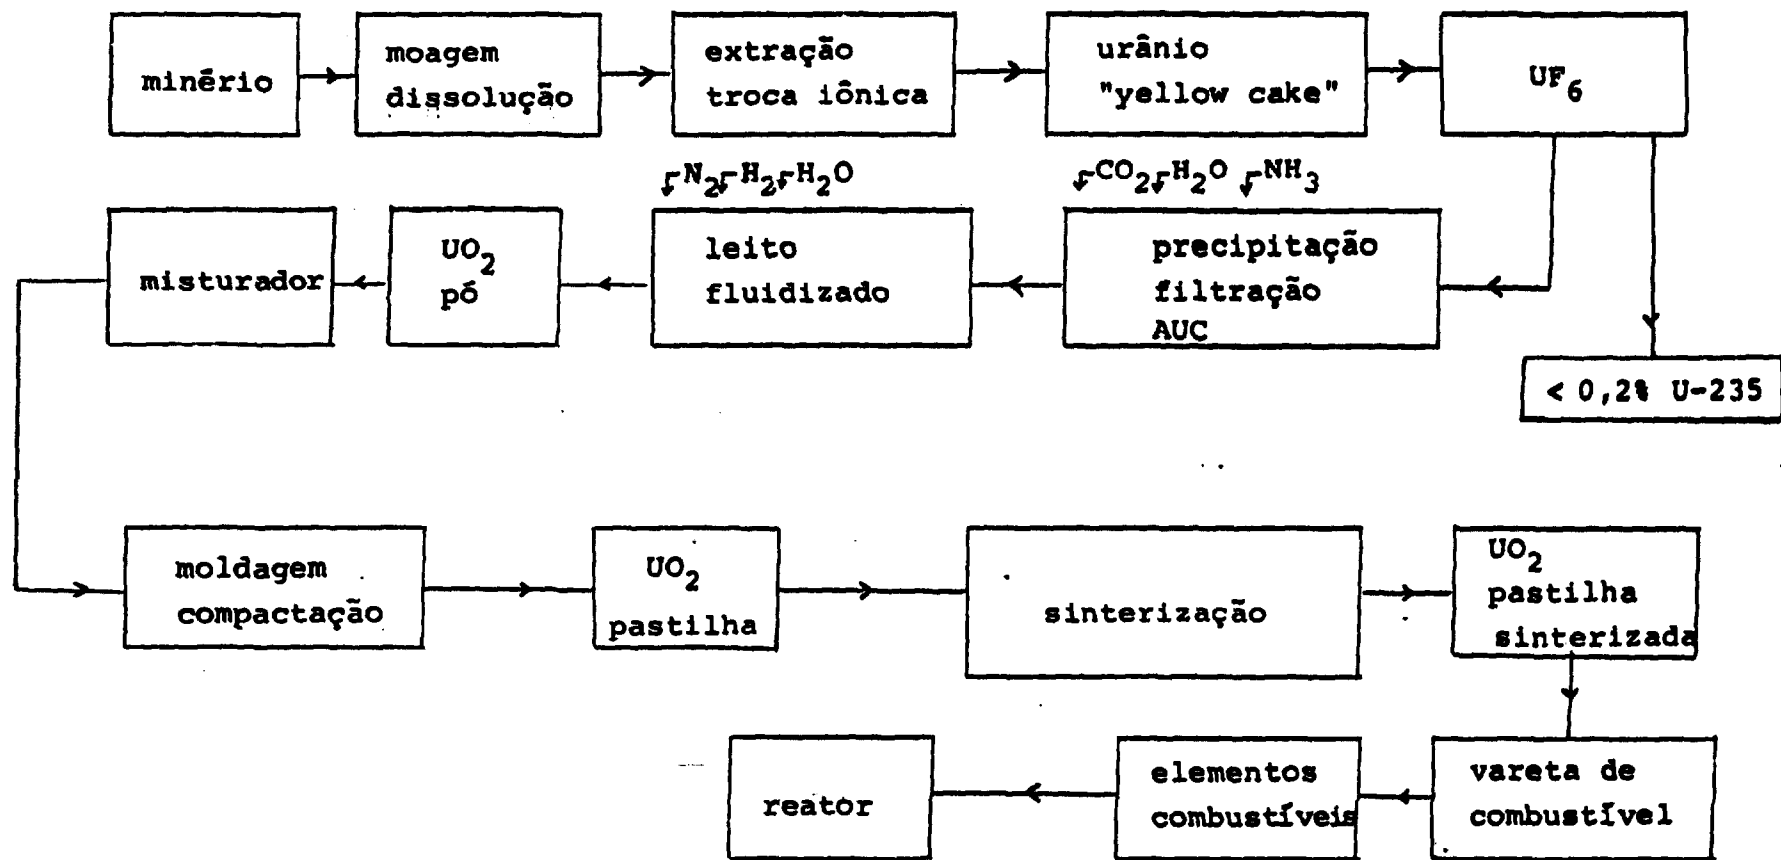 minério
moagem
dissolução
extração
troca iônica
urânio
"yellow cake"
UF6
N2 H2 H2O
CO2 H2O NH3
misturador
UO2
pó
leito
fluidizado
precipitação
filtração
AUC
< 0,2% U-235
moldagem
compactação
UO2
pastilha
sinterização
UO2
pastilha
sinterizada
reator
elementos
combustíveis
vareta de
combustível